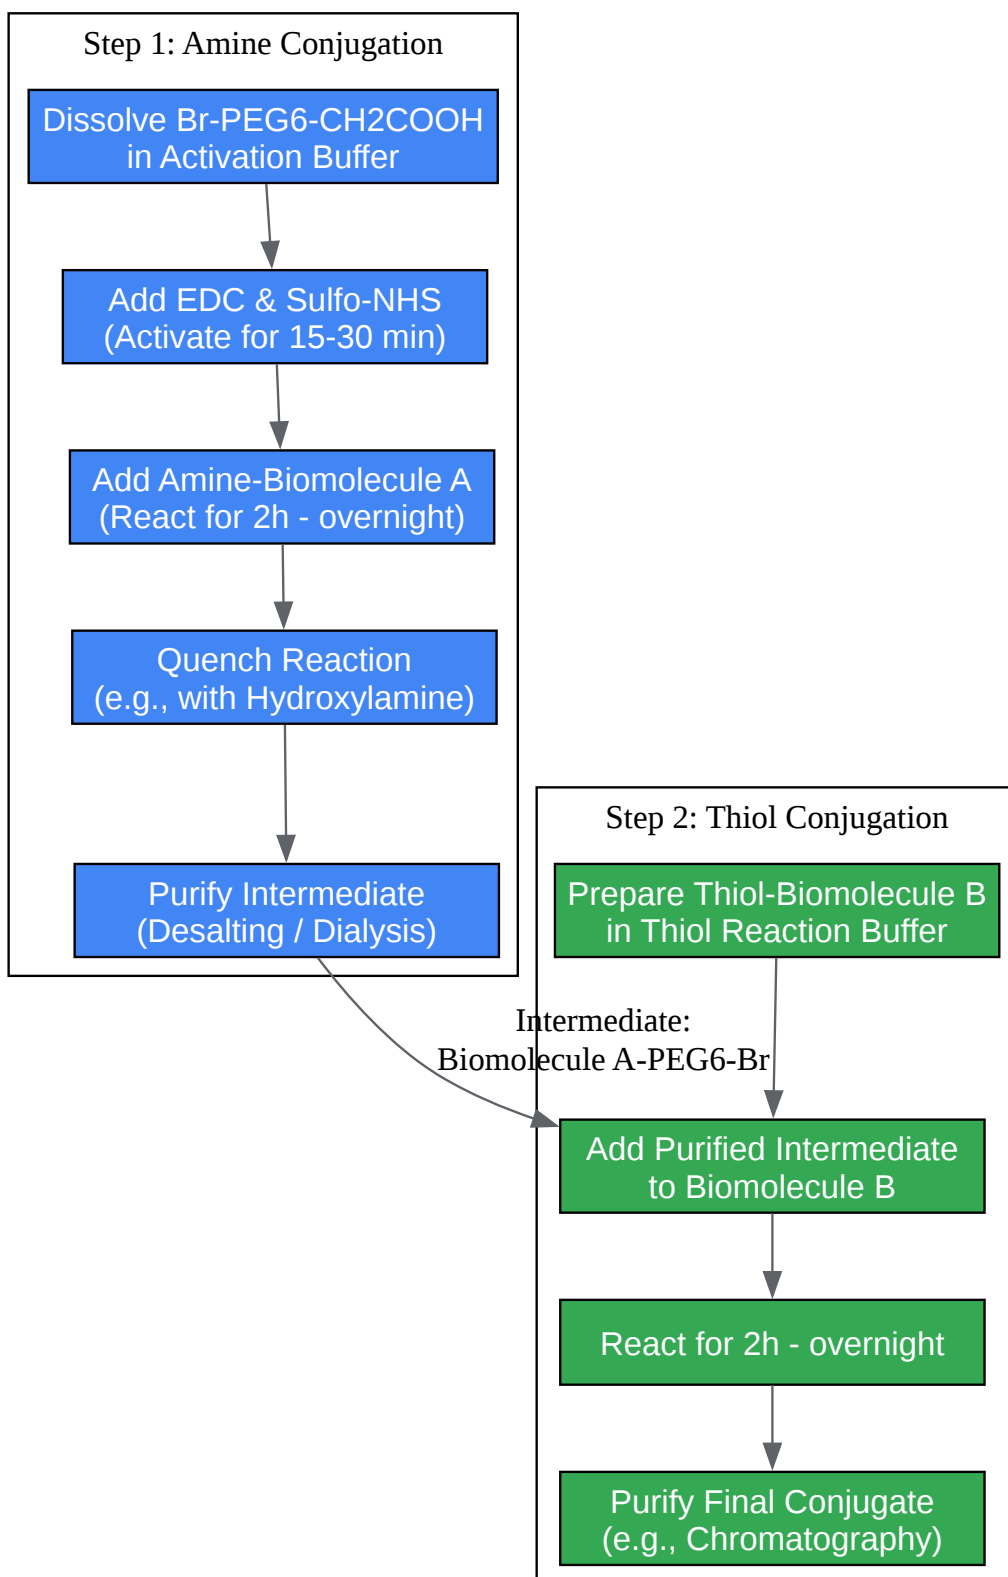 Step 1: Amine Conjugation
Dissolve Br-PEG6-CH2COOH
in Activation Buffer
Add EDC & Sulfo-NHS
(Activate for 15-30 min)
Add Amine-Biomolecule A
(React for 2h - overnight)
Quench Reaction
(e.g., with Hydroxylamine)
Purify Intermediate
(Desalting / Dialysis)
Step 2: Thiol Conjugation
Prepare Thiol-Biomolecule B
in Thiol Reaction Buffer
Intermediate:
Biomolecule A-PEG6-Br
Add Purified Intermediate
to Biomolecule B
React for 2h - overnight
Purify Final Conjugate
(e.g., Chromatography)